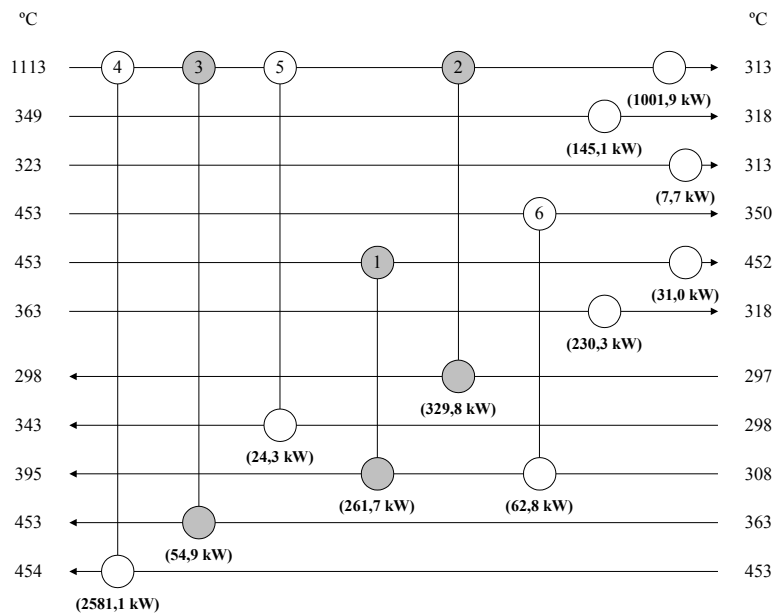 ºC ºC
1113 4 3 5 2 313
(1001,9 kW)
349 318
(145,1 kW)
323 313
(7,7 kW)
453 6 350
453 1 452
(31,0 kW)
363 318
(230,3 kW)
298 297
(329,8 kW)
343 298
(24,3 kW)
395 308
(261,7 kW) (62,8 kW)
453 363
(54,9 kW)
454 453
(2581,1 kW)